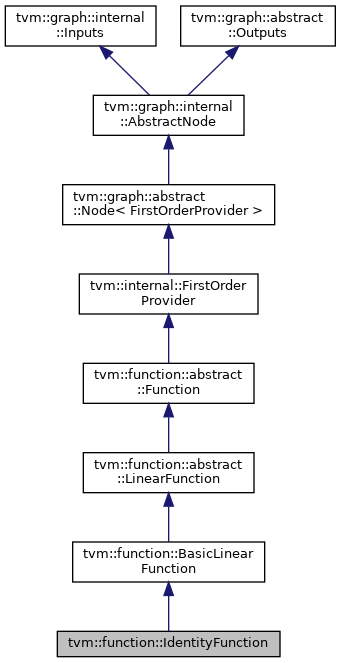 tvm::graph::internal
::Inputs
tvm::graph::abstract
::Outputs
tvm::graph::internal
::AbstractNode
tvm::graph::abstract
::Node< FirstOrderProvider >
tvm::internal::FirstOrder
Provider
tvm::function::abstract
::Function
tvm::function::abstract
::LinearFunction
tvm::function::BasicLinear
Function
tvm::function::IdentityFunction